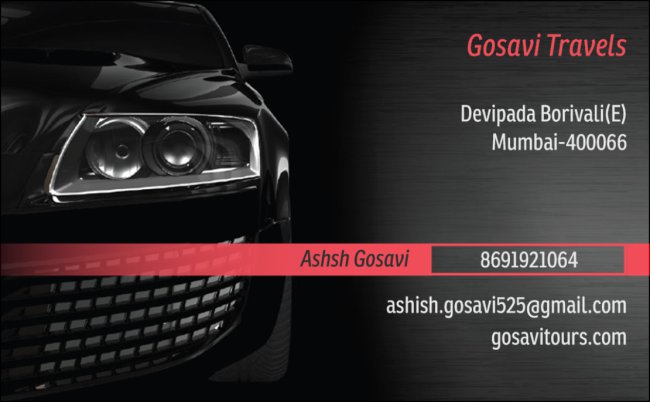 Gosavi Travels
Devipada Borivali(E)
Mumbai-400066
Ashsh Gosavi 8691921064
ashish.gosavi525@gmail.com
gosavitours.com